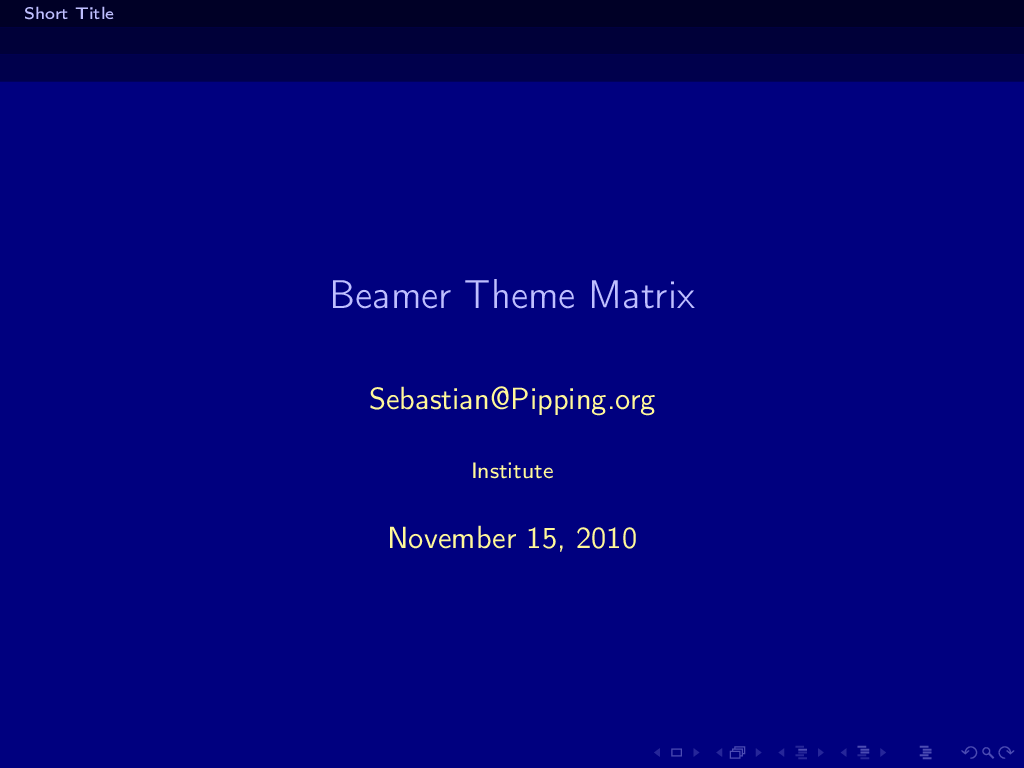 Short Title
Beamer Theme Matrix
Sebastian@Pipping.org
Institute
November 15, 2010